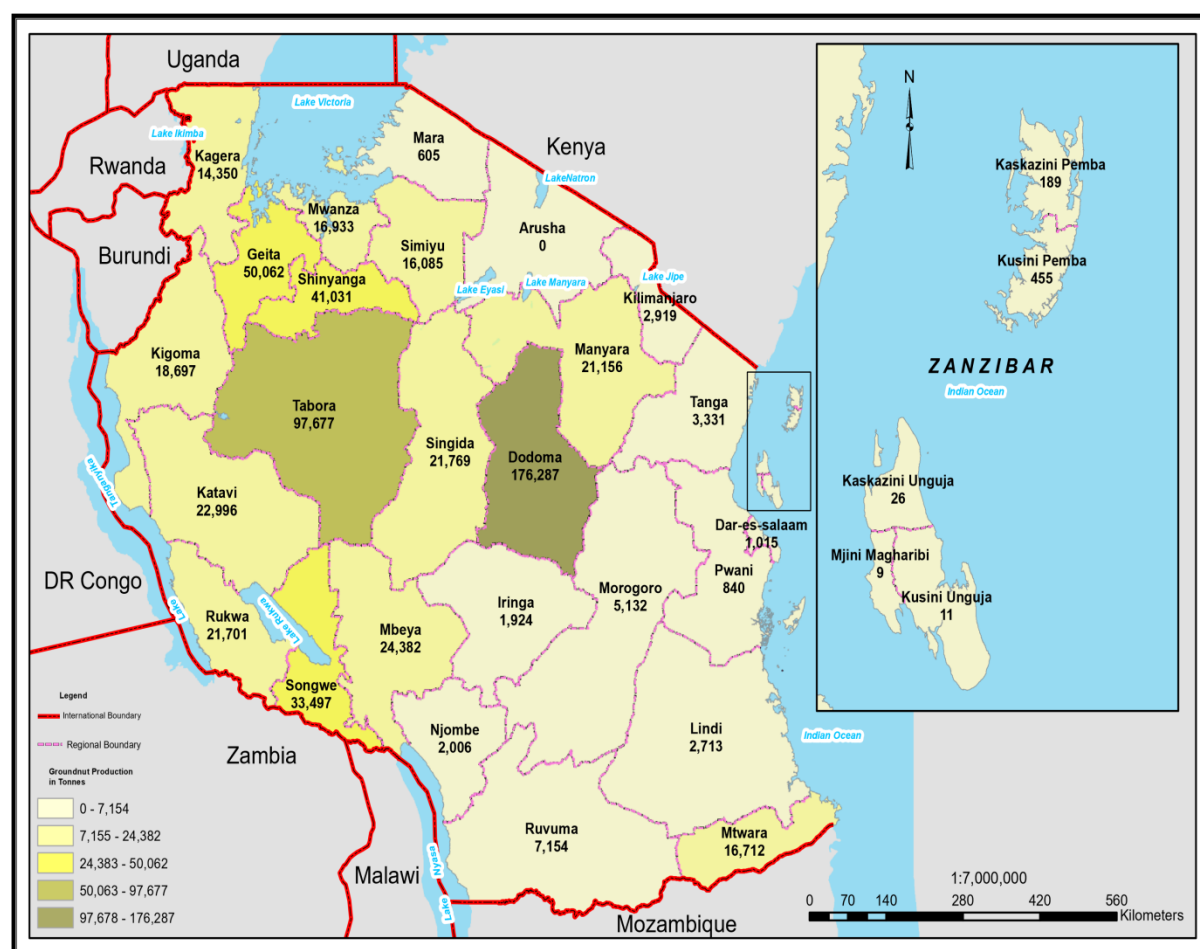 Uganda
Lake Victoria
Lake Ikimba
Mara
605
Kenya
Kagera
14,350
Rwanda
LakeNatron
Mwanza
16,933
Arusha
0
Burundi
Geita
50,062
Simiyu
16,085
Shinyanga
41,031
Lake Eyasi
Lake Manyara
Lake Jipe
Kilimanjaro
2,919
Kigoma
18,697
Manyara
21,156
Tabora
97,677
Tanga
3,331
Singida
21,769
Dodoma
176,287
Katavi
22,996
Lake Tanganyika
Dar-es-salaam
1,015
Pwani
840
DR Congo
Morogoro
5,132
Iringa
1,924
Rukwa
21,701
Lake Rukwa
Mbeya
24,382
Songwe
33,497
Njombe
2,006
Lindi
2,713
Indian Ocean
Zambia
Ruvuma
7,154
Mtwara
16,712
Malawi
Lake Nyasa
Mozambique
N
Kaskazini Pemba
189
Kusini Pemba
455
ZANZIBAR
Indian Ocean
Kaskazini Unguja
26
Mjini Magharibi
9
Kusini Unguja
11
Legend
International Boundary
Regional Boundary
Groundnut Production
in Tonnes
0 - 7,154
7,155 - 24,382
24,383 - 50,062
50,063 - 97,677
97,678 - 176,287
1:7,000,000
0 70 140 280 420 560
Kilometers